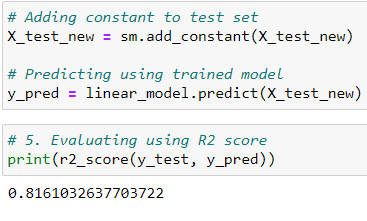 # Adding constant to test set
X_test_new = sm.add_constant(X_test_new)
# Predicting using trained model
y_pred = linear_model.predict(X_test_new)
# 5. Evaluating using R2 score
print(r2_score(y_test, y_pred))
0.8161032637703722